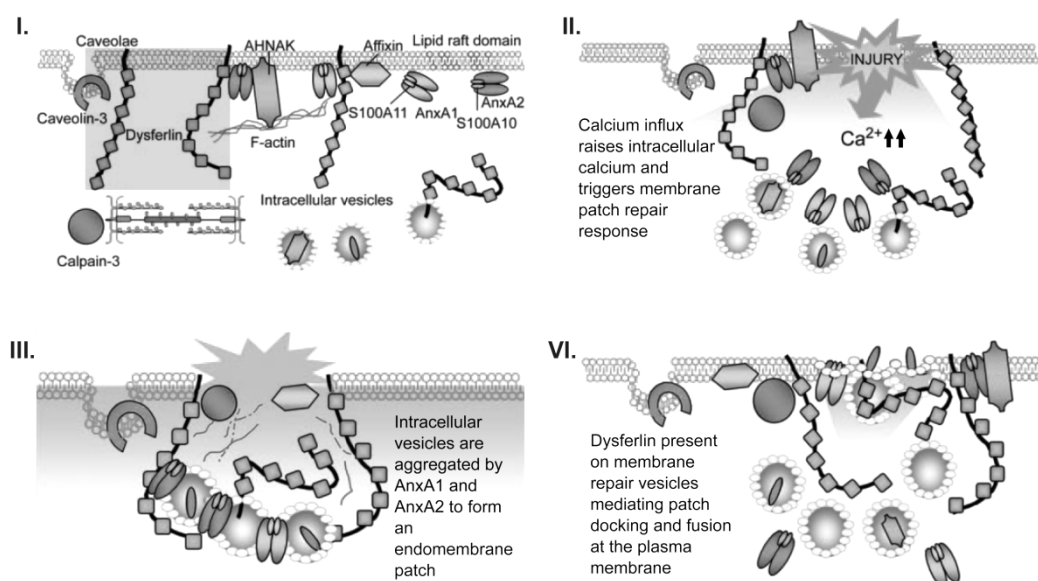 I.
Caveolae
AHNAK
Affixin
Lipid raft domain
Caveolin-3
Dysferlin
F-actin
S100A11
AnxA1
AnxA2
S100A10
Intracellular vesicles
Calpain-3
II.
INJURY
Ca2+
Calcium influx
raises intracellular
calcium and
triggers membrane
patch repair
response
III.
Intracellular
vesicles are
aggregated by
AnxA1 and
AnxA2 to form
an
endomembrane
patch
VI.
Dysferlin present
on membrane
repair vesicles
mediating patch
docking and fusion
at the plasma
membrane